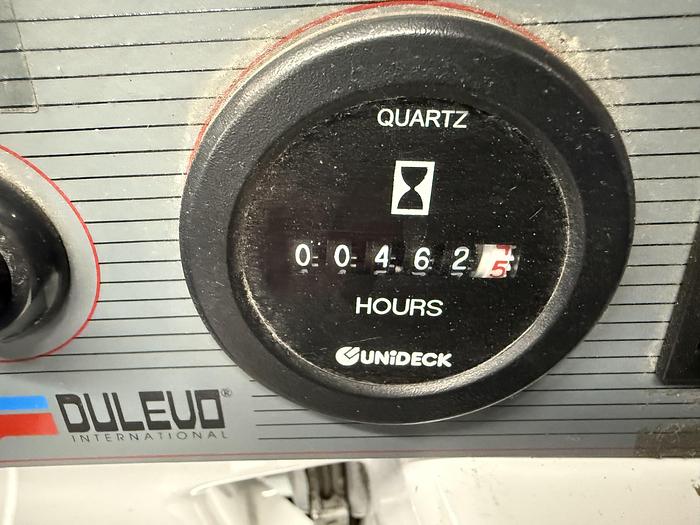 QUARTZ
0 0 4 6 2 5
HOURS
UNIDECK
DULEVO®
INTERNATIONAL